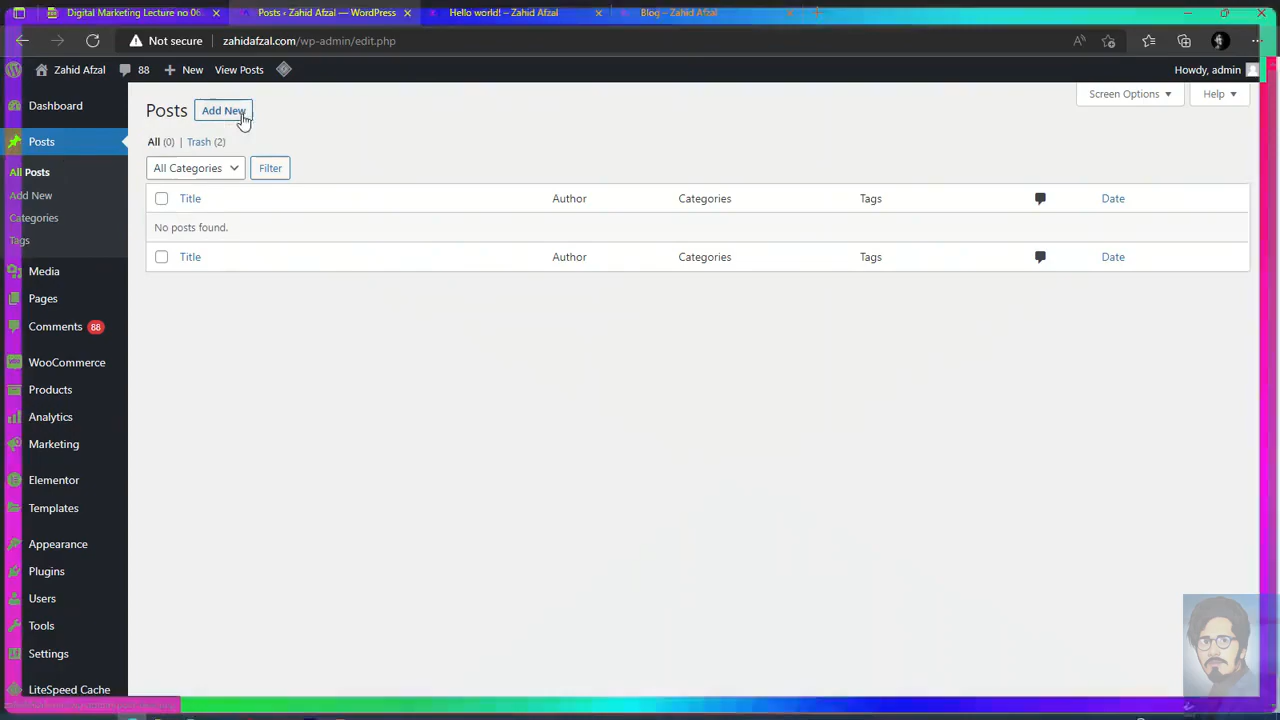 Digital Marketing Lecture no 06
Posts ‹ Zahid Afzal — WordPress
Hello world! – Zahid Afzal
Blog – Zahid Afzal
Not secure
zahidafzal.com/wp-admin/edit.php
Zahid Afzal
88
New
View Posts
Howdy, admin
Dashboard
Posts
All Posts
Add New
Categories
Tags
Media
Pages
Comments 88
WooCommerce
Products
Analytics
Marketing
Elementor
Templates
Appearance
Plugins
Users
Tools
Settings
LiteSpeed Cache
Screen Options
Help
Posts
Add New
All (0) | Trash (2)
All Categories
Filter
Title Author Categories Tags Date
No posts found.
Title Author Categories Tags Date